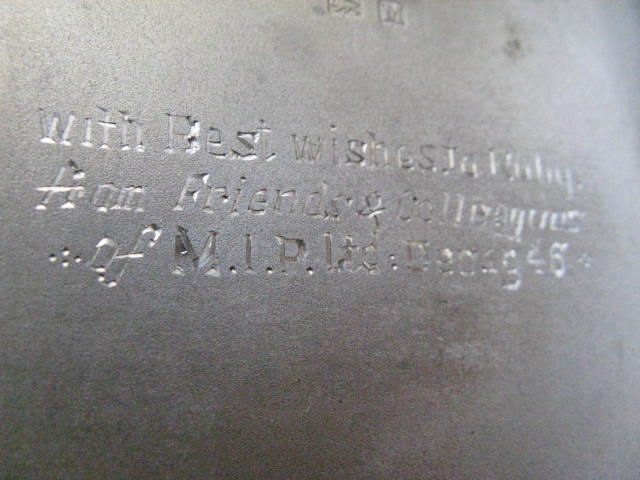 With Best wishes To Philip.
from Friends & Colleagues
of M.I.P. ltd.